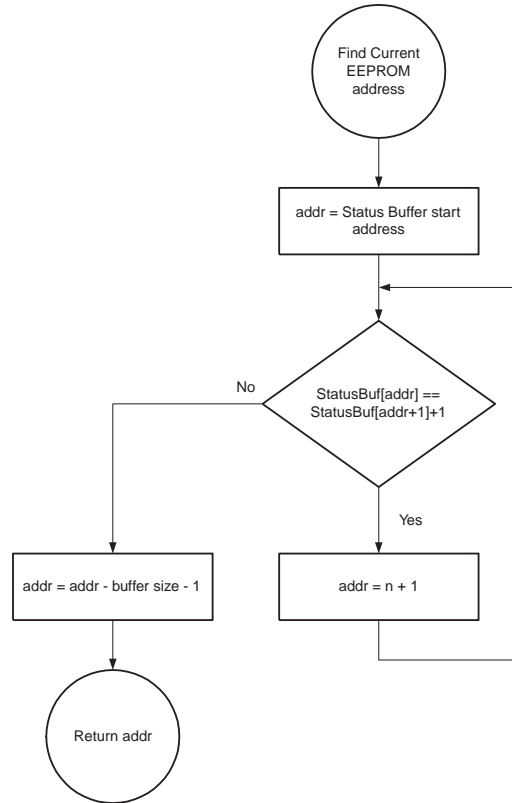 Find Current
EEPROM
address
addr = Status Buffer start
address
StatusBuf[addr] ==
StatusBuf[addr+1]+1
No
Yes
addr = addr - buffer size - 1
addr = n + 1
Return addr